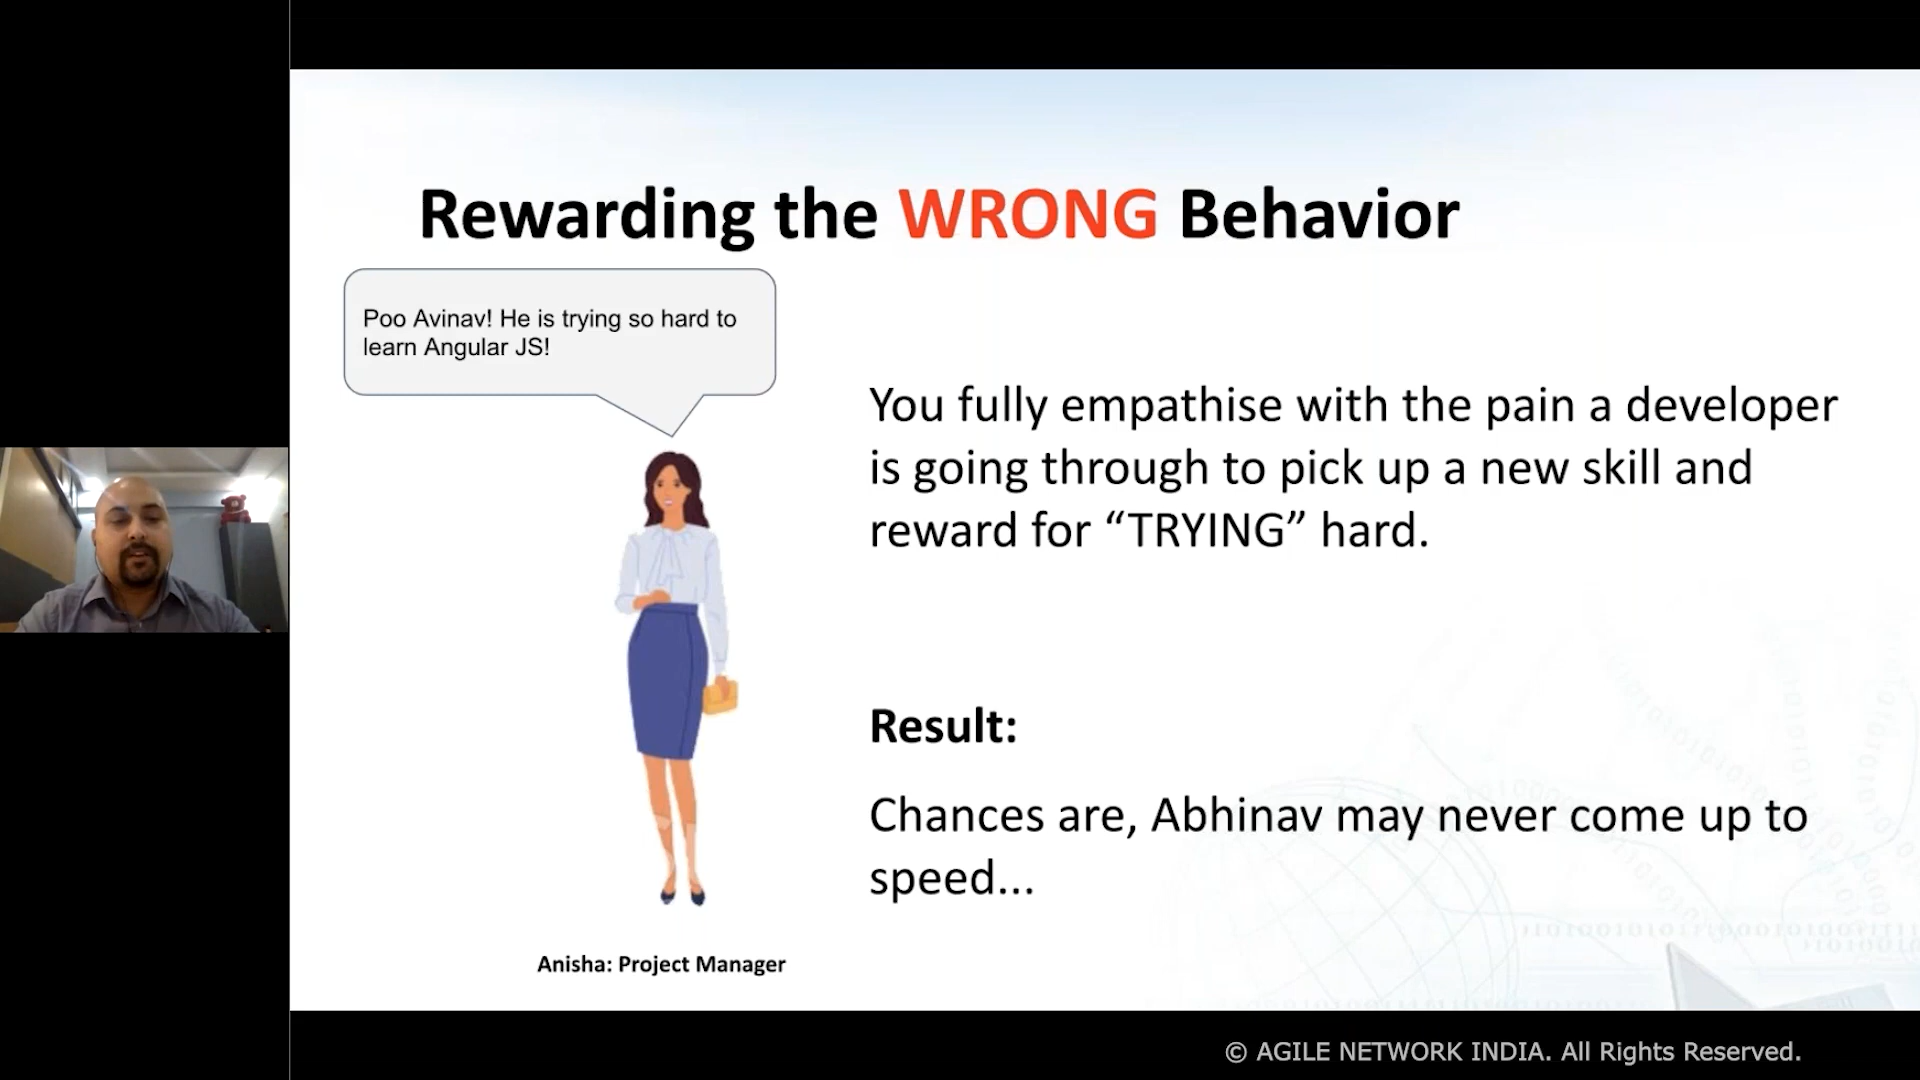 Rewarding the WRONG Behavior
Poo Avinav! He is trying so hard to
learn Angular JS!
You fully empathise with the pain a developer
is going through to pick up a new skill and
reward for “TRYING” hard.
Result:
Chances are, Abhinav may never come up to
speed...
Anisha: Project Manager
© AGILE NETWORK INDIA. All Rights Reserved.